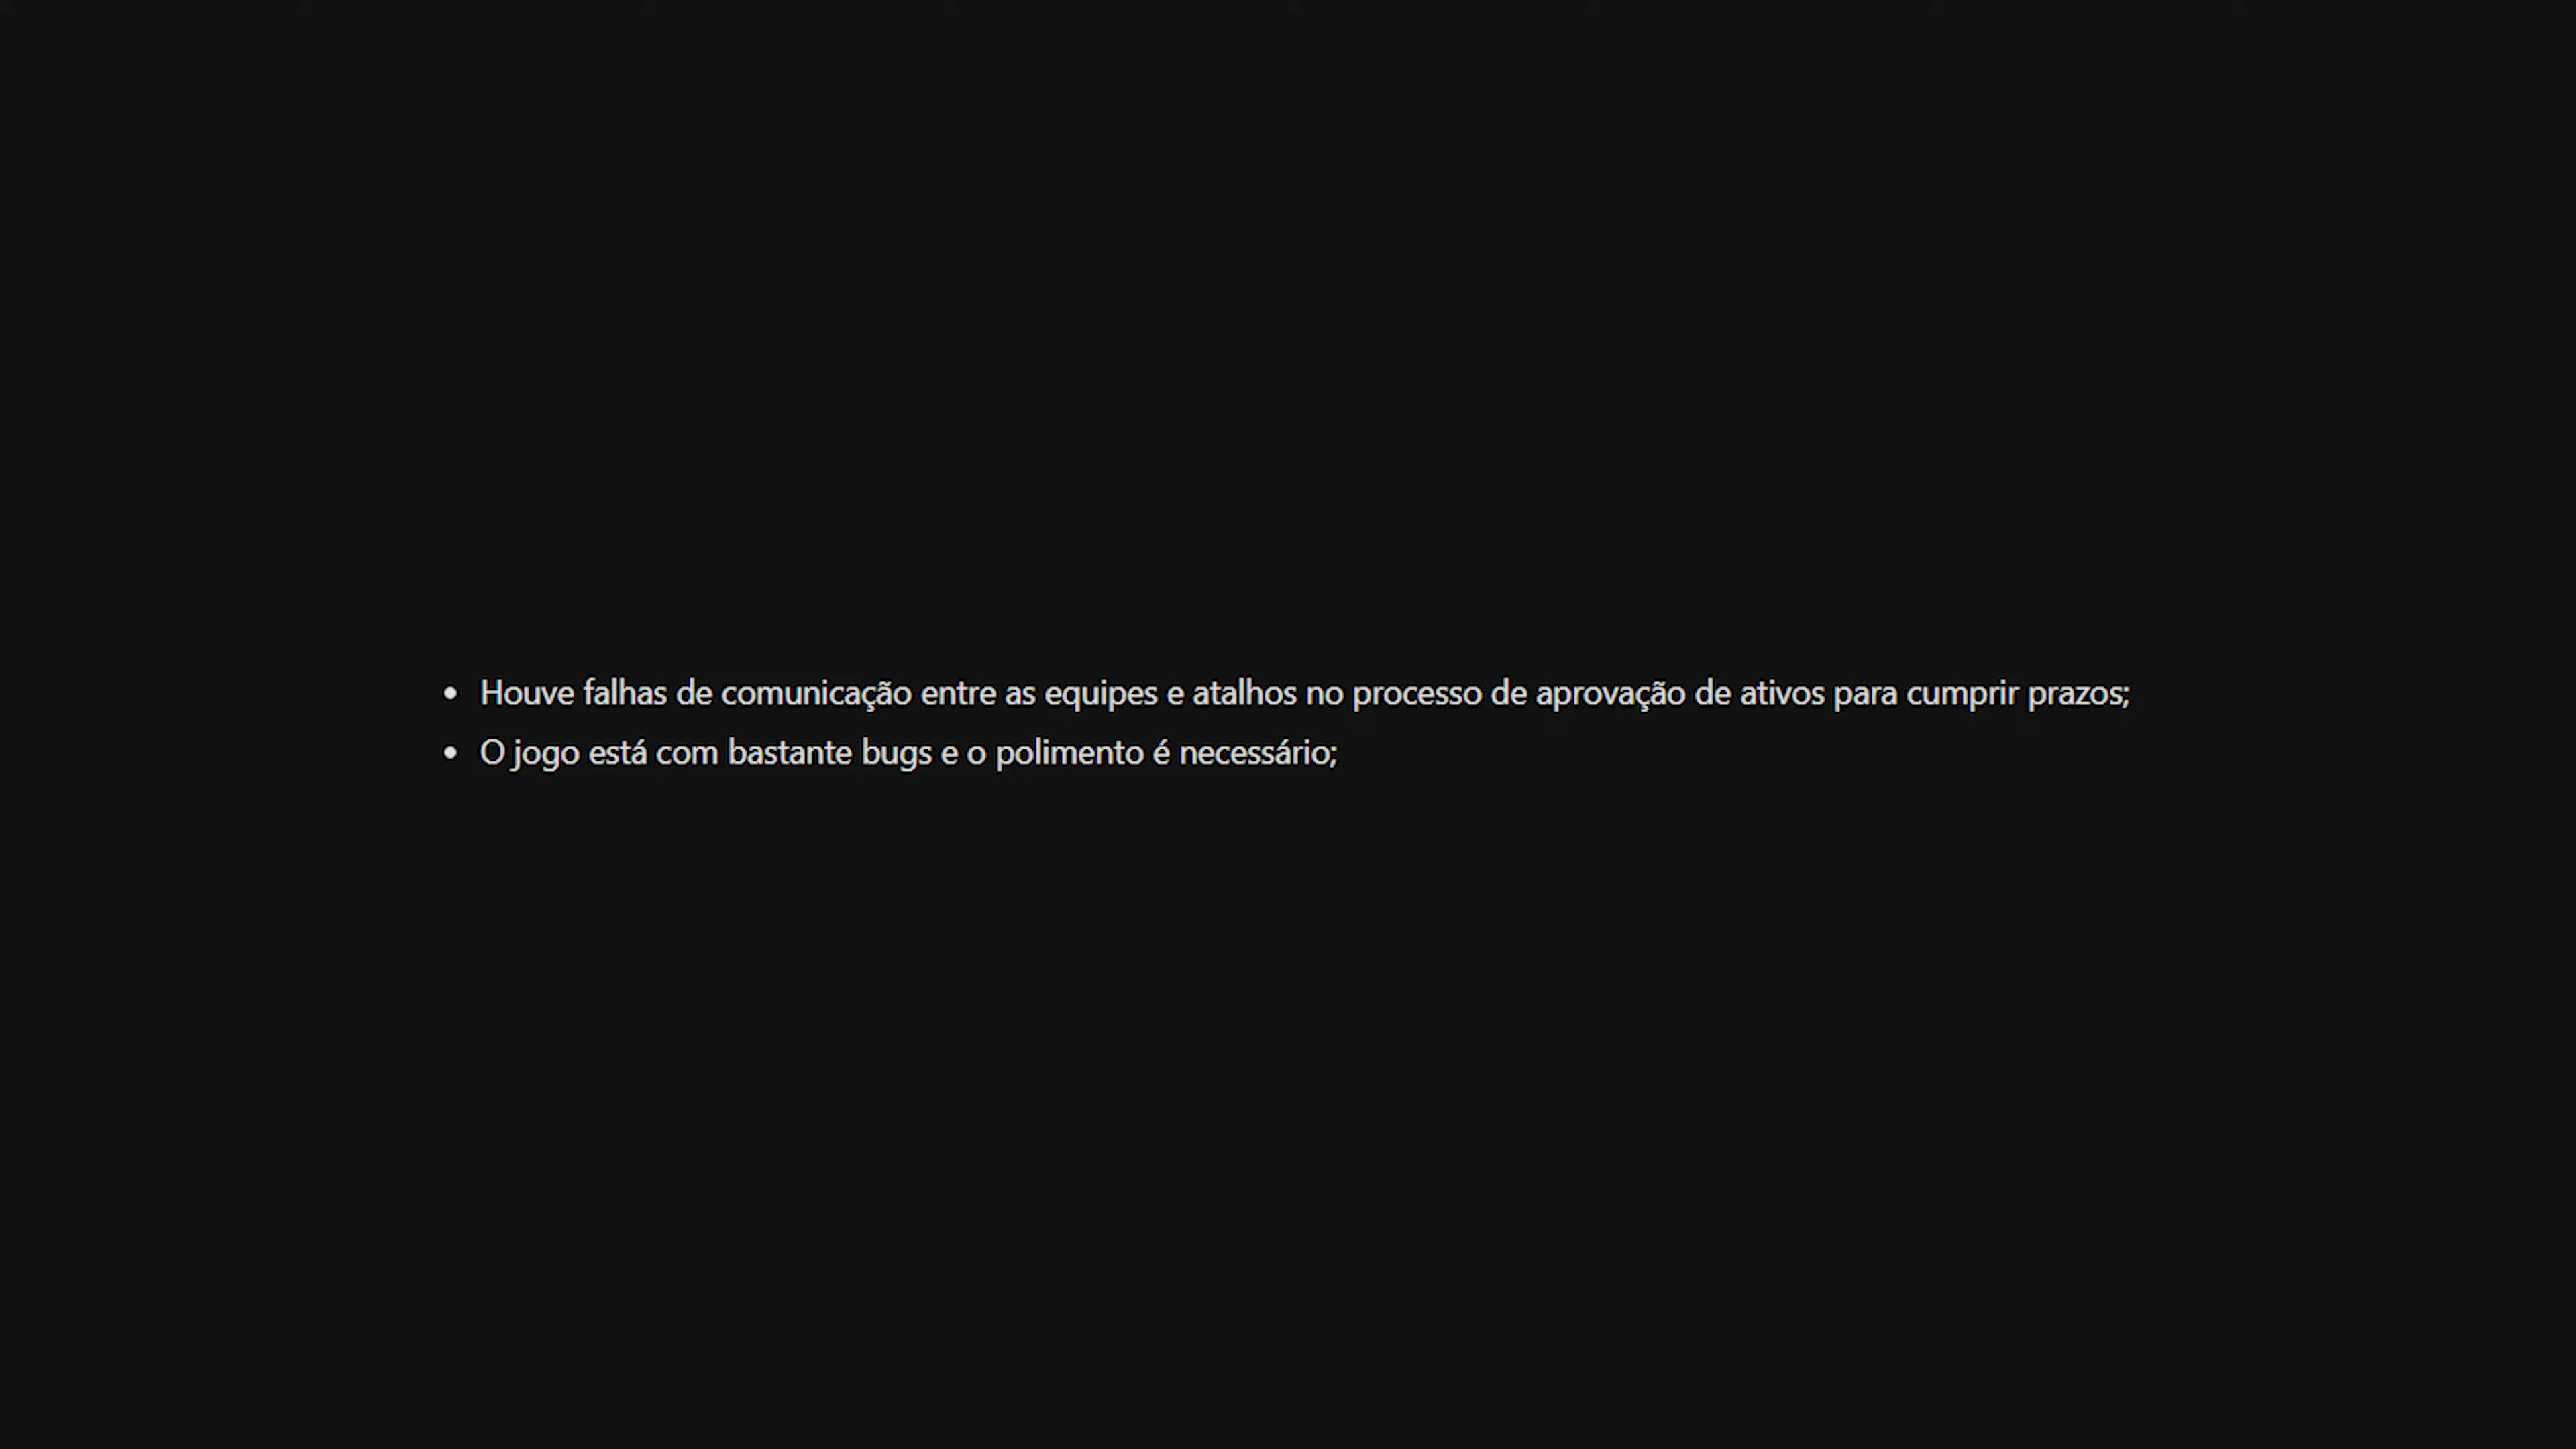 • Houve falhas de comunicação entre as equipes e atalhos no processo de aprovação de ativos para cumprir prazos;
• O jogo está com bastante bugs e o polimento é necessário;